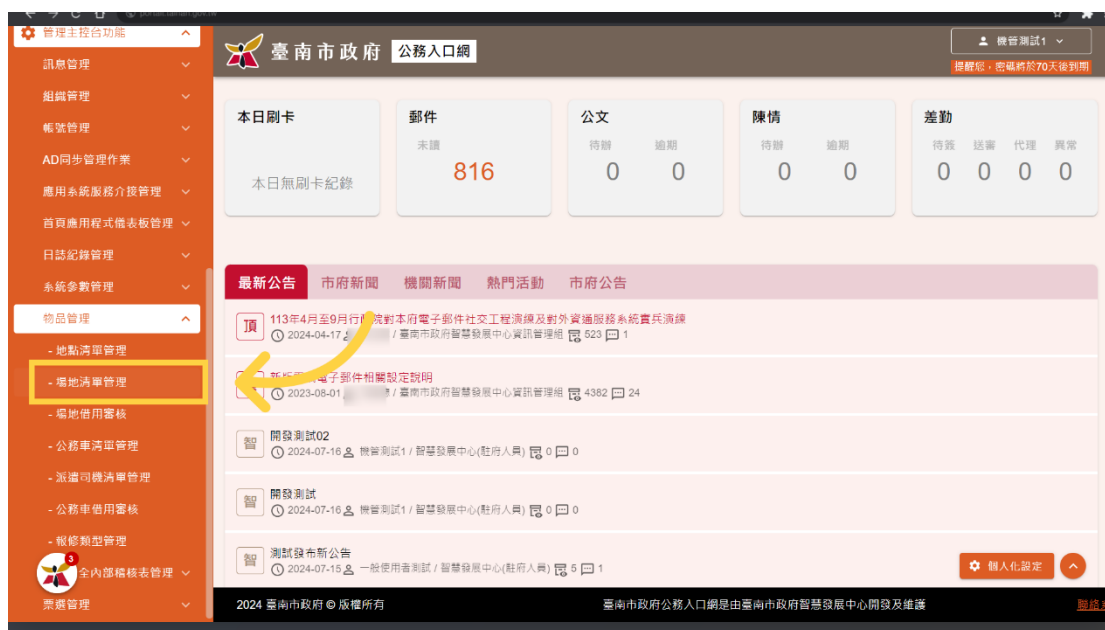 portal.tainan.gov.tw
管理主控台功能
訊息管理
組織管理
帳號管理
AD同步管理作業
應用系統服務介接管理
首頁應用程式儀表板管理
日誌紀錄管理
系統參數管理
物品管理
- 地點清單管理
- 場地清單管理
- 場地借用審核
- 公務車清單管理
- 派遣司機清單管理
- 公務車借用審核
- 報修類型管理
3
全內部稽核表管理
票選管理
臺南市政府 公務入口網
機管測試1
提醒您，密碼將於70天後到期
本日刷卡
本日無刷卡紀錄
郵件
未讀
816
公文
待辦 逾期
0 0
陳情
待辦 逾期
0 0
差勤
待簽 送審 代理 異常
0 0 0 0
最新公告 市府新聞 機關新聞 熱門活動 市府公告
頂
113年4月至9月行政院對本府電子郵件社交工程演練及對外資通服務系統實兵演練
2024-04-17 / 臺南市政府智慧發展中心資訊管理組 523 1
電子郵件相關設定說明
2023-08-01 / 臺南市政府智慧發展中心資訊管理組 4382 24
智
開發測試02
2024-07-16 機管測試1 / 智慧發展中心(駐府人員) 0 0
智
開發測試
2024-07-16 機管測試1 / 智慧發展中心(駐府人員) 0 0
智
測試發布新公告
2024-07-15 一般使用者測試 / 智慧發展中心(駐府人員) 5 1
個人化設定
2024 臺南市政府 © 版權所有
臺南市政府公務入口網是由臺南市政府智慧發展中心開發及維護
聯絡